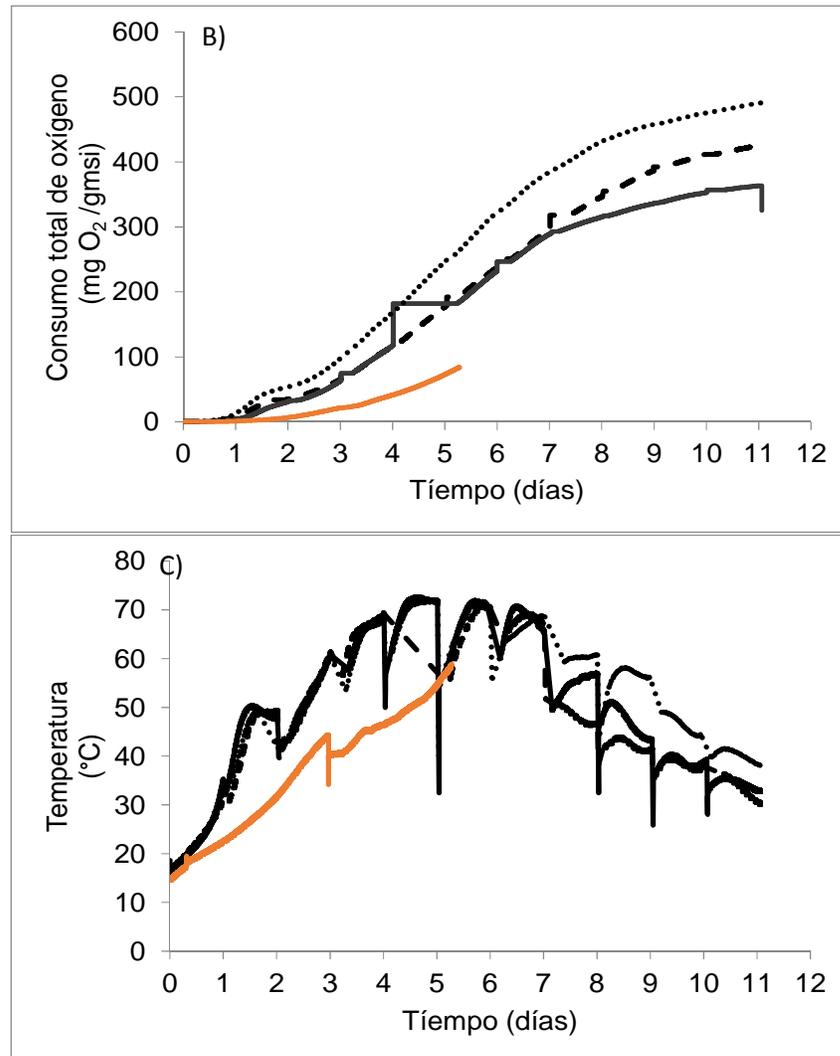 B)
Consumo total de oxígeno
(mg O₂ /gmsi)
600
500
400
300
200
100
0
0 1 2 3 4 5 6 7 8 9 10 11 12
Tíempo (días)
C)
Temperatura
(°C)
80
70
60
50
40
30
20
10
0
0 1 2 3 4 5 6 7 8 9 10 11 12
Tíempo (días)